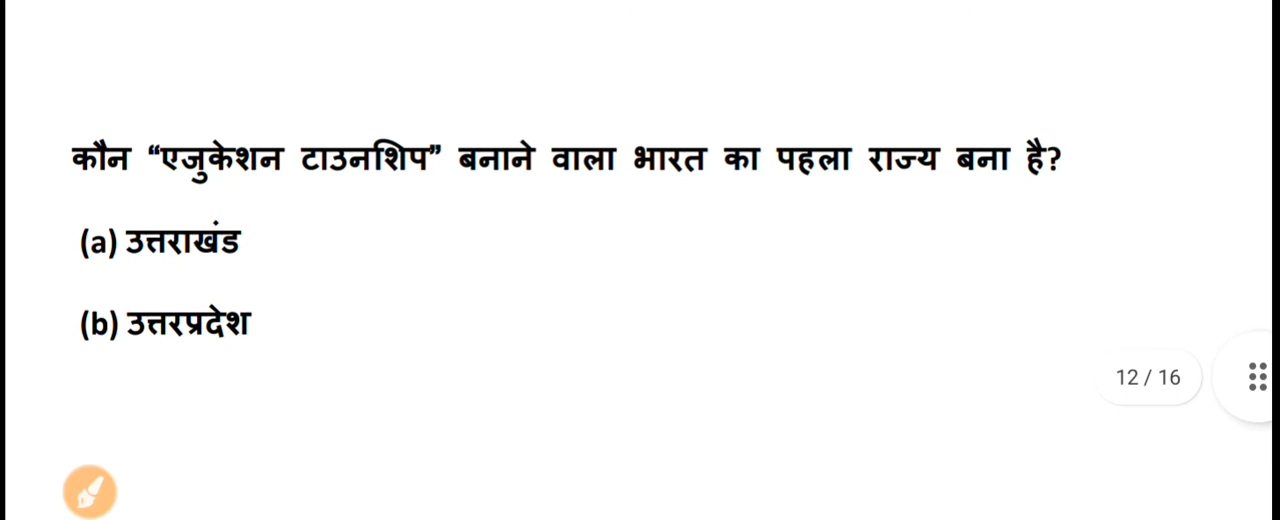 कौन “एजुकेशन टाउनशिप” बनाने वाला भारत का पहला राज्य बना है?
(a) उत्तराखंड
(b) उत्तरप्रदेश
12 / 16